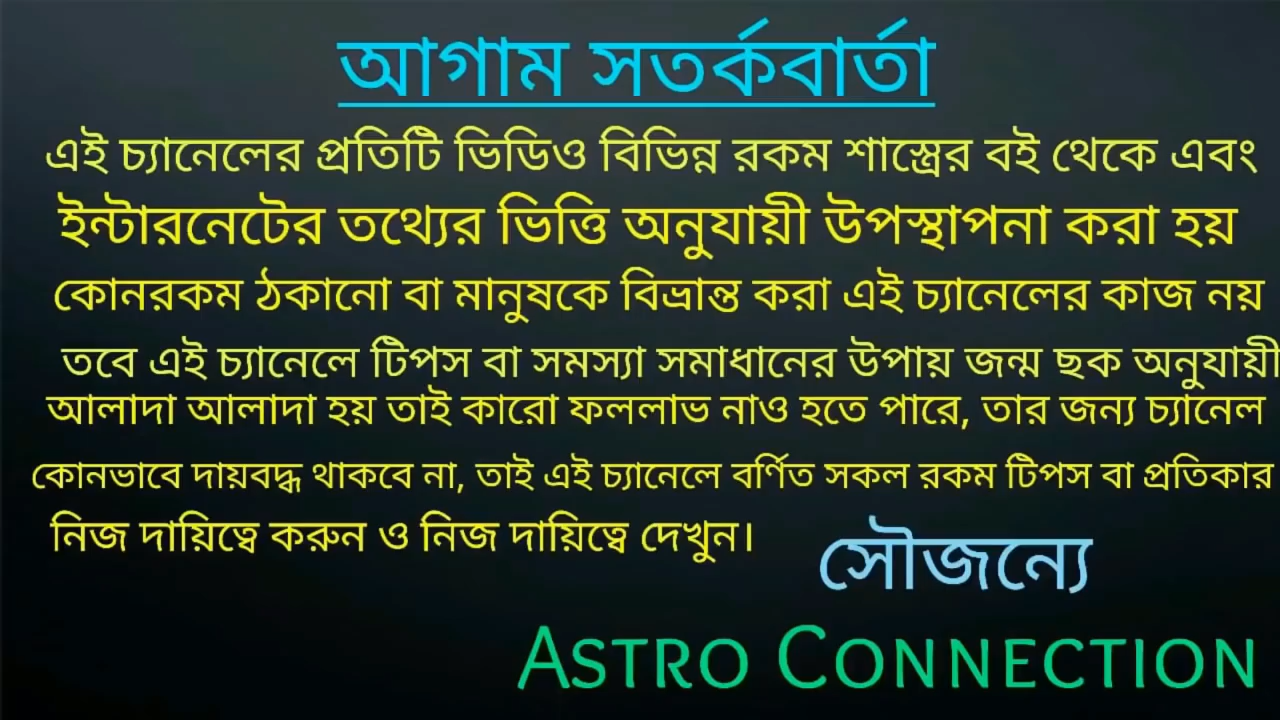 আগাম সতর্কবার্তা
এই চ্যানেলের প্রতিটি ভিডিও বিভিন্ন রকম শাস্ত্রের বই থেকে এবং
ইন্টারনেটের তথ্যের ভিত্তি অনুযায়ী উপস্থাপনা করা হয়
কোনরকম ঠকানো বা মানুষকে বিভ্রান্ত করা এই চ্যানেলের কাজ নয়
তবে এই চ্যানেলে টিপস বা সমস্যা সমাধানের উপায় জন্ম ছক অনুযায়ী
আলাদা আলাদা হয় তাই কারো ফললাভ নাও হতে পারে, তার জন্য চ্যানেল
কোনভাবে দায়বদ্ধ থাকবে না, তাই এই চ্যানেলে বর্ণিত সকল রকম টিপস বা প্রতিকার
নিজ দায়িত্বে করুন ও নিজ দায়িত্বে দেখুন।
সৌজন্যে
ASTRO CONNECTION